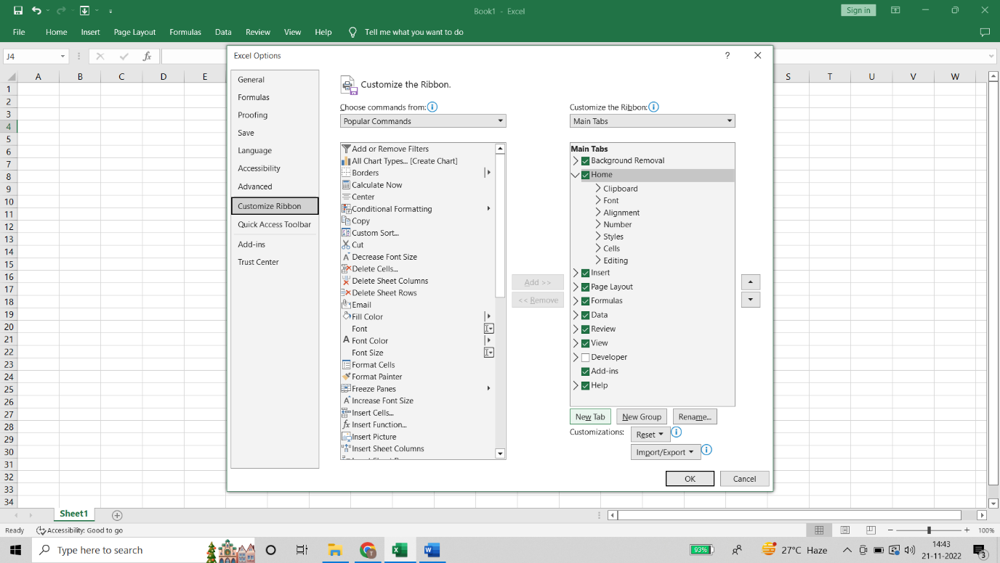 Book1 - Excel
Sign in
File Home Insert Page Layout Formulas Data Review View Help Tell me what you want to do
J4 fx
Excel Options ?
A B C D E S T U V W
1
2
3
4
5
6
7
8
9
10
11
12
13
14
15
16
17
18
19
20
21
22
23
24
25
26
27
28
29
30
31
32
33
34
General
Formulas
Proofing
Save
Language
Accessibility
Advanced
Customize Ribbon
Quick Access Toolbar
Add-ins
Trust Center
Customize the Ribbon.
Choose commands from:
Popular Commands
Add or Remove Filters
All Chart Types... [Create Chart]
Borders
Calculate Now
Center
Conditional Formatting
Copy
Custom Sort...
Cut
Decrease Font Size
Delete Cells...
Delete Sheet Columns
Delete Sheet Rows
Email
Fill Color
Font
Font Color
Font Size
Format Cells
Format Painter
Freeze Panes
Increase Font Size
Insert Cells...
Insert Function...
Insert Picture
Insert Sheet Columns
Add >>
<< Remove
Customize the Ribbon:
Main Tabs
Main Tabs
Background Removal
Home
Clipboard
Font
Alignment
Number
Styles
Cells
Editing
Insert
Page Layout
Formulas
Data
Review
View
Developer
Add-ins
Help
New Tab New Group Rename...
Customizations: Reset
Import/Export
OK Cancel
Sheet1
Ready Accessibility: Good to go 100%
Type here to search
93% 27°C Haze 14:43
21-11-2022 3